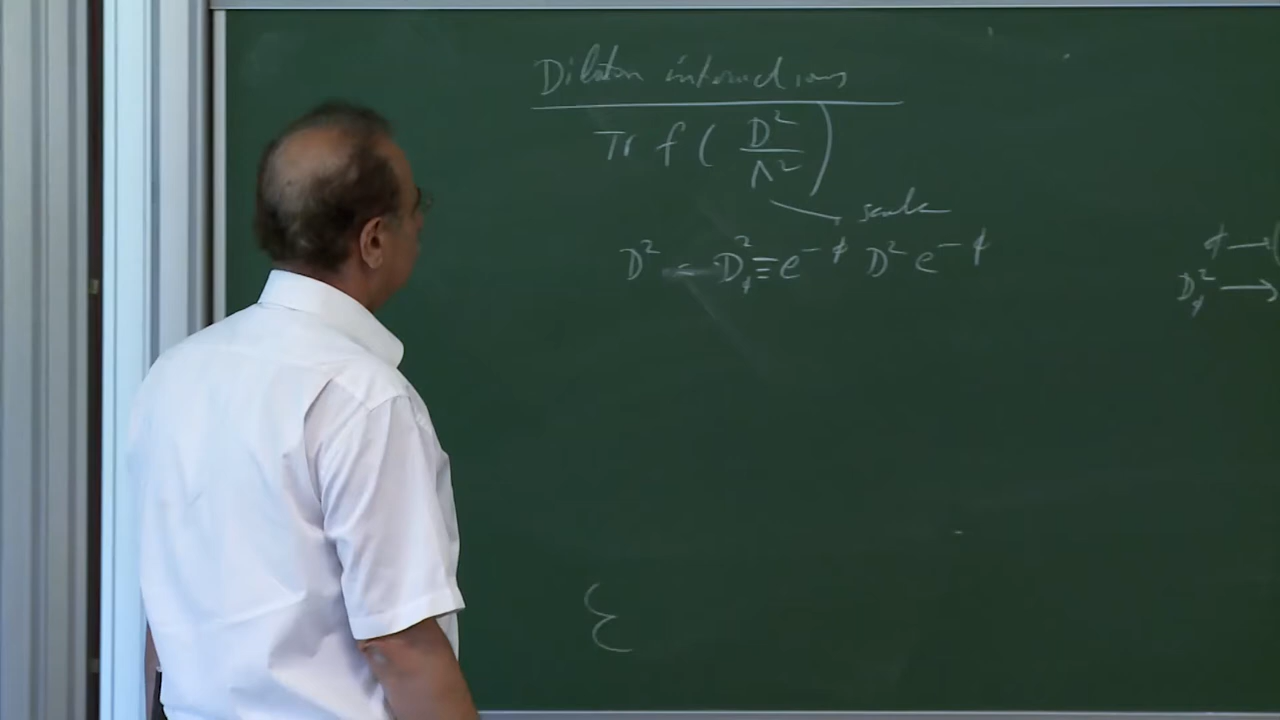 Dilaton interactions
Tr f ( D² / Λ² )
scale
D² → D²_ϕ ≡ e^{-ϕ} D² e^{-ϕ}
ϕ →
D²_ϕ →
Σ